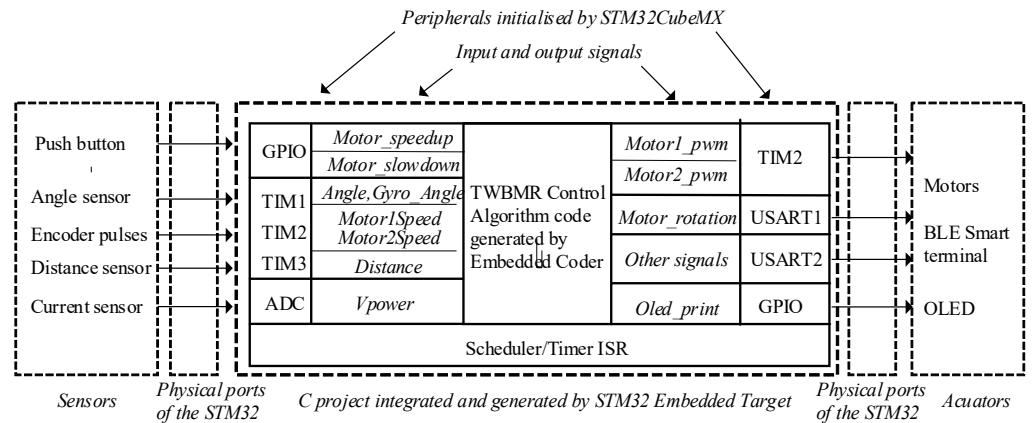 Peripherals initialised by STM32CubeMX
Input and output signals
Push button
Angle sensor
Encoder pulses
Distance sensor
Current sensor
GPIO
Motor_speedup
Motor_slowdown
TIM1
Angle,Gyro_Angle
TIM2
Motor1Speed
Motor2Speed
TIM3
Distance
ADC
Vpower
TWBMR Control
Algorithm code
generated by
Embedded Coder
Motor1_pwm
Motor2_pwm
TIM2
Motor_rotation
USART1
Other signals
USART2
Oled_print
GPIO
Scheduler/Timer ISR
Motors
BLE Smart
terminal
OLED
Sensors
Physical ports
of the STM32
C project integrated and generated by STM32 Embedded Target
Physical ports
of the STM32
Acuators